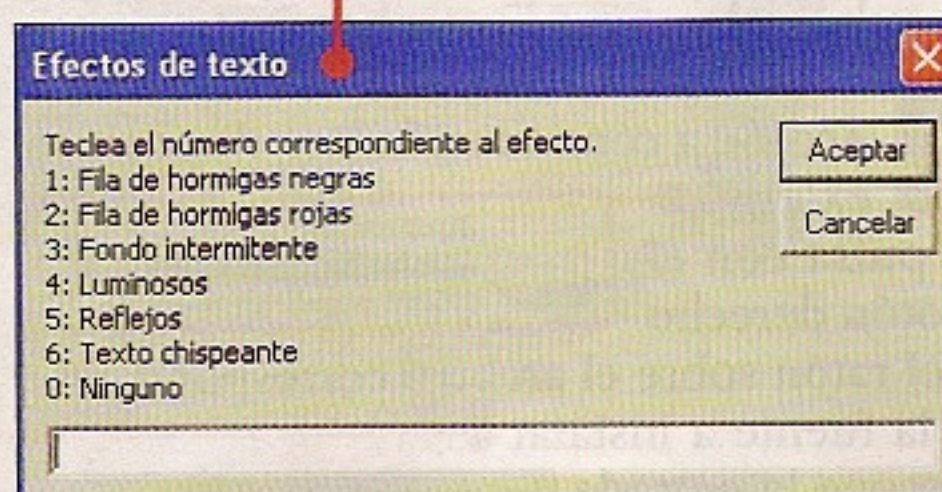 Efectos de texto
Teclea el número correspondiente al efecto.
1: Fila de hormigas negras
2: Fila de hormigas rojas
3: Fondo intermitente
4: Luminosos
5: Reflejos
6: Texto chispeante
0: Ninguno
Aceptar
Cancelar